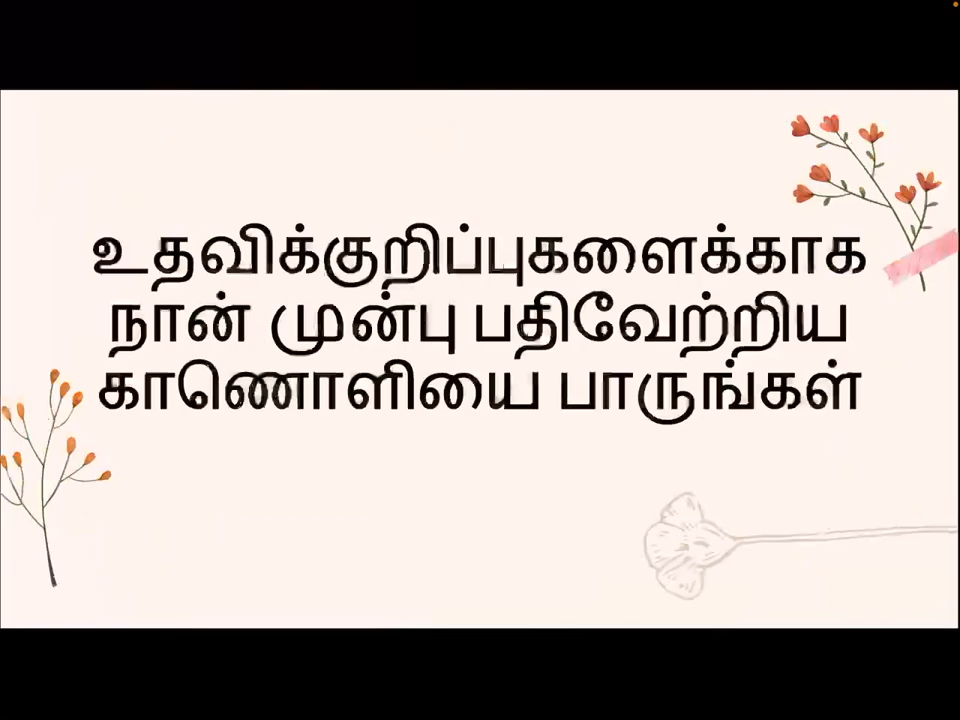 உதவிக்குறிப்புகளைக்காக
நான் முன்பு பதிவேற்றிய
காணொளியை பாருங்கள்